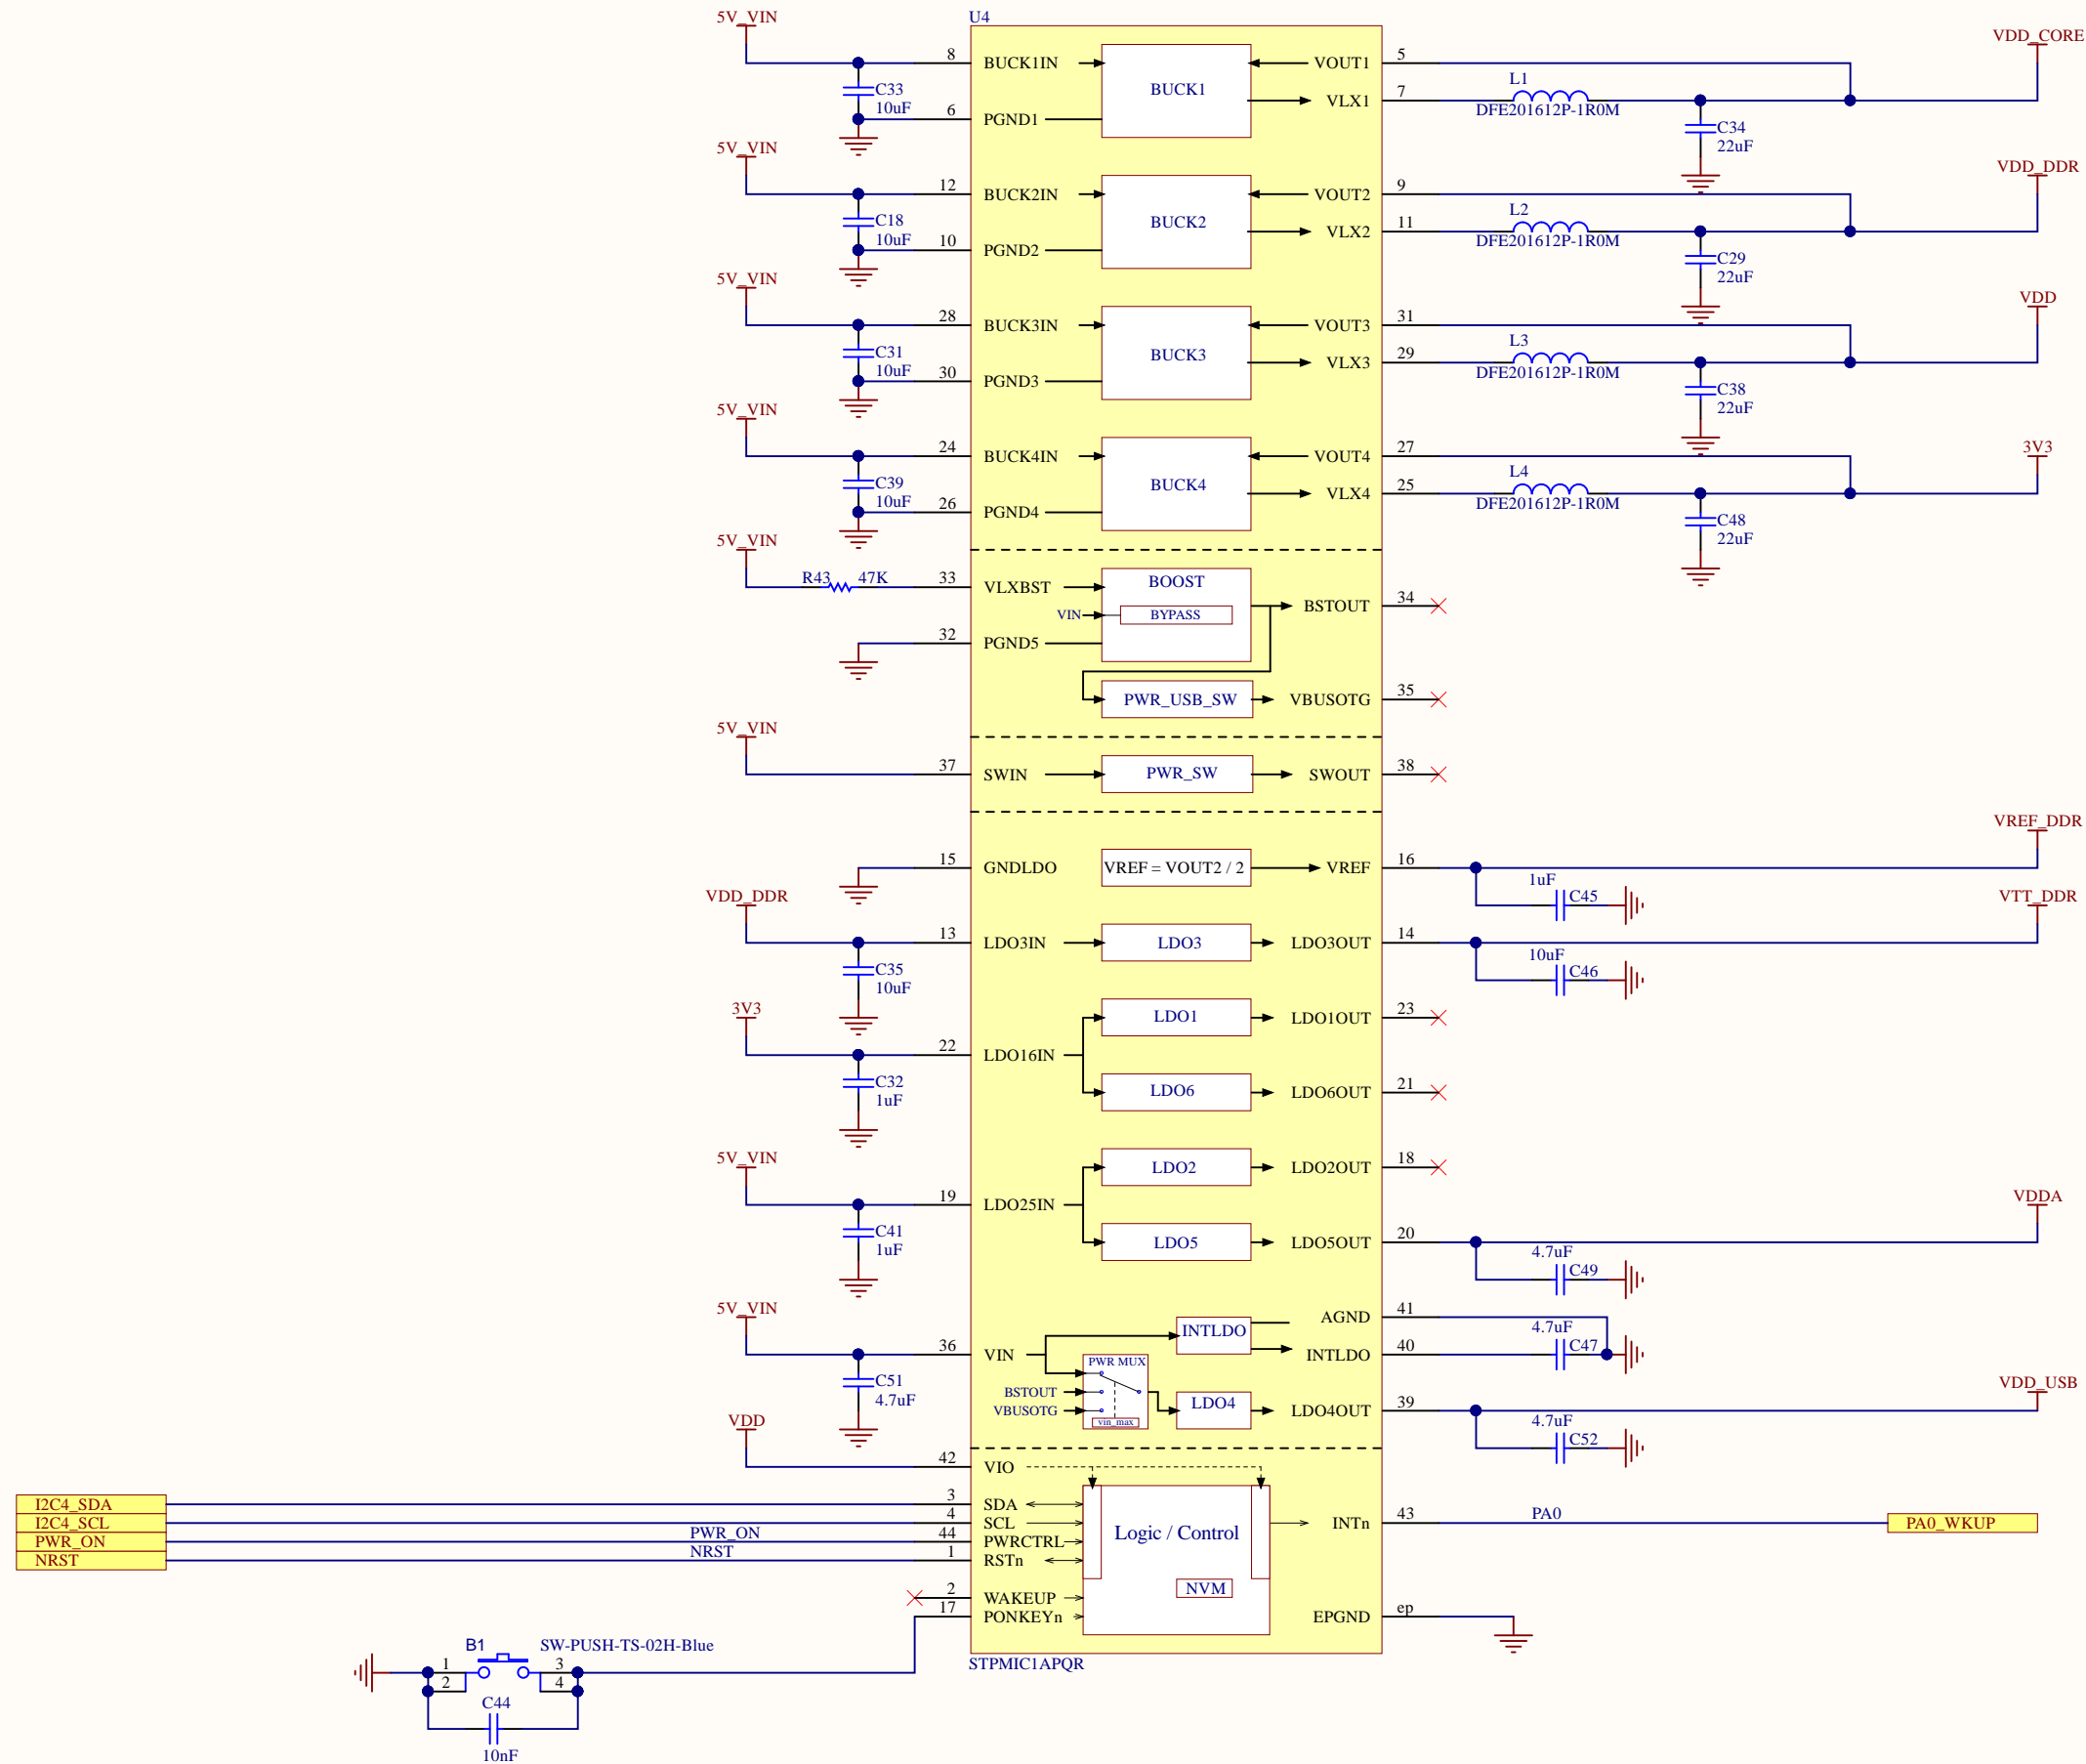 U4
5V_VIN
8 BUCK1IN
C33
10uF
6 PGND1
BUCK1
VOUT1 5
VLX1 7
L1
DFE201612P-1R0M
C34
22uF
VDD_CORE
5V_VIN
12 BUCK2IN
C18
10uF
10 PGND2
BUCK2
VOUT2 9
VLX2 11
L2
DFE201612P-1R0M
C29
22uF
VDD_DDR
5V_VIN
28 BUCK3IN
C31
10uF
30 PGND3
BUCK3
VOUT3 31
VLX3 29
L3
DFE201612P-1R0M
C38
22uF
VDD
5V_VIN
24 BUCK4IN
C39
10uF
26 PGND4
BUCK4
VOUT4 27
VLX4 25
L4
DFE201612P-1R0M
C48
22uF
3V3
5V_VIN
R43 47K
33 VLXBST
BOOST
VIN
BYPASS
BSTOUT 34
32 PGND5
PWR_USB_SW
VBUSOTG 35
5V_VIN
37 SWIN
PWR_SW
SWOUT 38
15 GNDLDO
VREF = VOUT2 / 2
VREF 16
1uF
C45
VREF_DDR
VDD_DDR
13 LDO3IN
C35
10uF
LDO3
LDO3OUT 14
10uF
C46
VTT_DDR
3V3
22 LDO16IN
C32
1uF
LDO1
LDO1OUT 23
LDO6
LDO6OUT 21
5V_VIN
19 LDO25IN
C41
1uF
LDO2
LDO2OUT 18
LDO5
LDO5OUT 20
4.7uF
C49
VDDA
5V_VIN
36 VIN
C51
4.7uF
INTLDO
AGND 41
INTLDO 40
4.7uF
C47
PWR MUX
BSTOUT
VBUSOTG
vin_max
LDO4
LDO4OUT 39
4.7uF
C52
VDD_USB
VDD
42 VIO
I2C4_SDA 3 SDA
I2C4_SCL 4 SCL
PWR_ON PWR_ON 44 PWRCTRL
NRST NRST 1 RSTn
2 WAKEUP
17 PONKEYn
Logic / Control
NVM
INTn 43
PA0
PA0_WKUP
EPGND ep
STPMIC1APQR
B1 SW-PUSH-TS-02H-Blue
1 3
2 4
C44
10nF